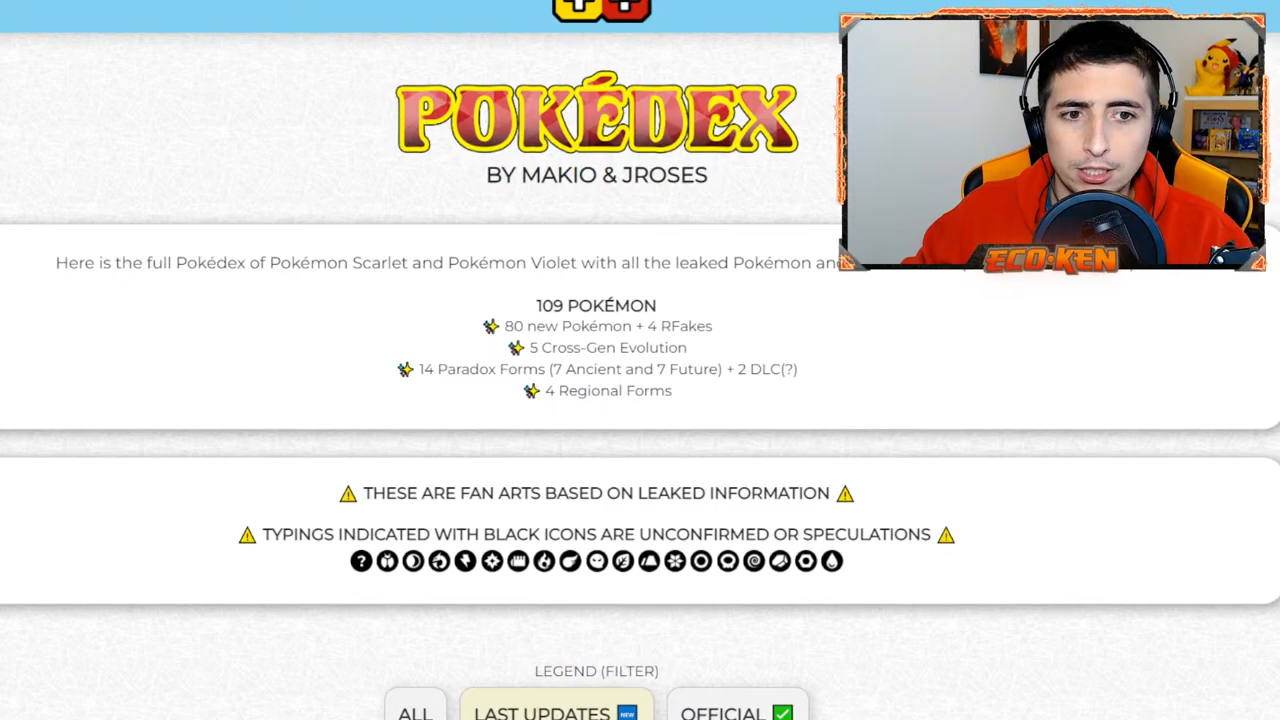 POKÉDEX
BY MAKIO & JROSES
Here is the full Pokédex of Pokémon Scarlet and Pokémon Violet with all the leaked Pokémon and
109 POKÉMON
80 new Pokémon + 4 RFakes
5 Cross-Gen Evolution
14 Paradox Forms (7 Ancient and 7 Future) + 2 DLC(?)
4 Regional Forms
THESE ARE FAN ARTS BASED ON LEAKED INFORMATION
TYPINGS INDICATED WITH BLACK ICONS ARE UNCONFIRMED OR SPECULATIONS
LEGEND (FILTER)
ALL
LAST UPDATES NEW
OFFICIAL
ECO-KEN